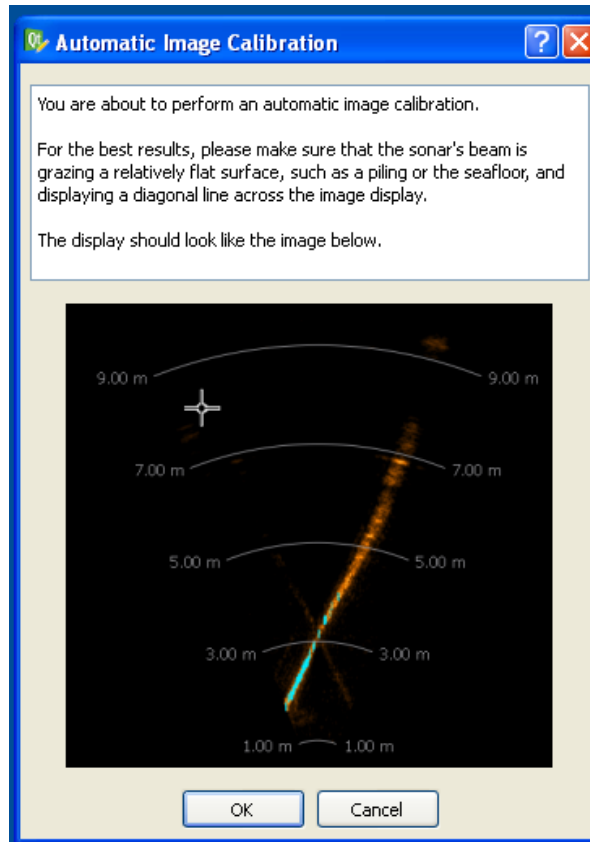 Automatic Image Calibration
You are about to perform an automatic image calibration.
For the best results, please make sure that the sonar's beam is
grazing a relatively flat surface, such as a piling or the seafloor, and
displaying a diagonal line across the image display.
The display should look like the image below.
9.00 m 9.00 m
7.00 m 7.00 m
5.00 m 5.00 m
3.00 m 3.00 m
1.00 m 1.00 m
OK Cancel